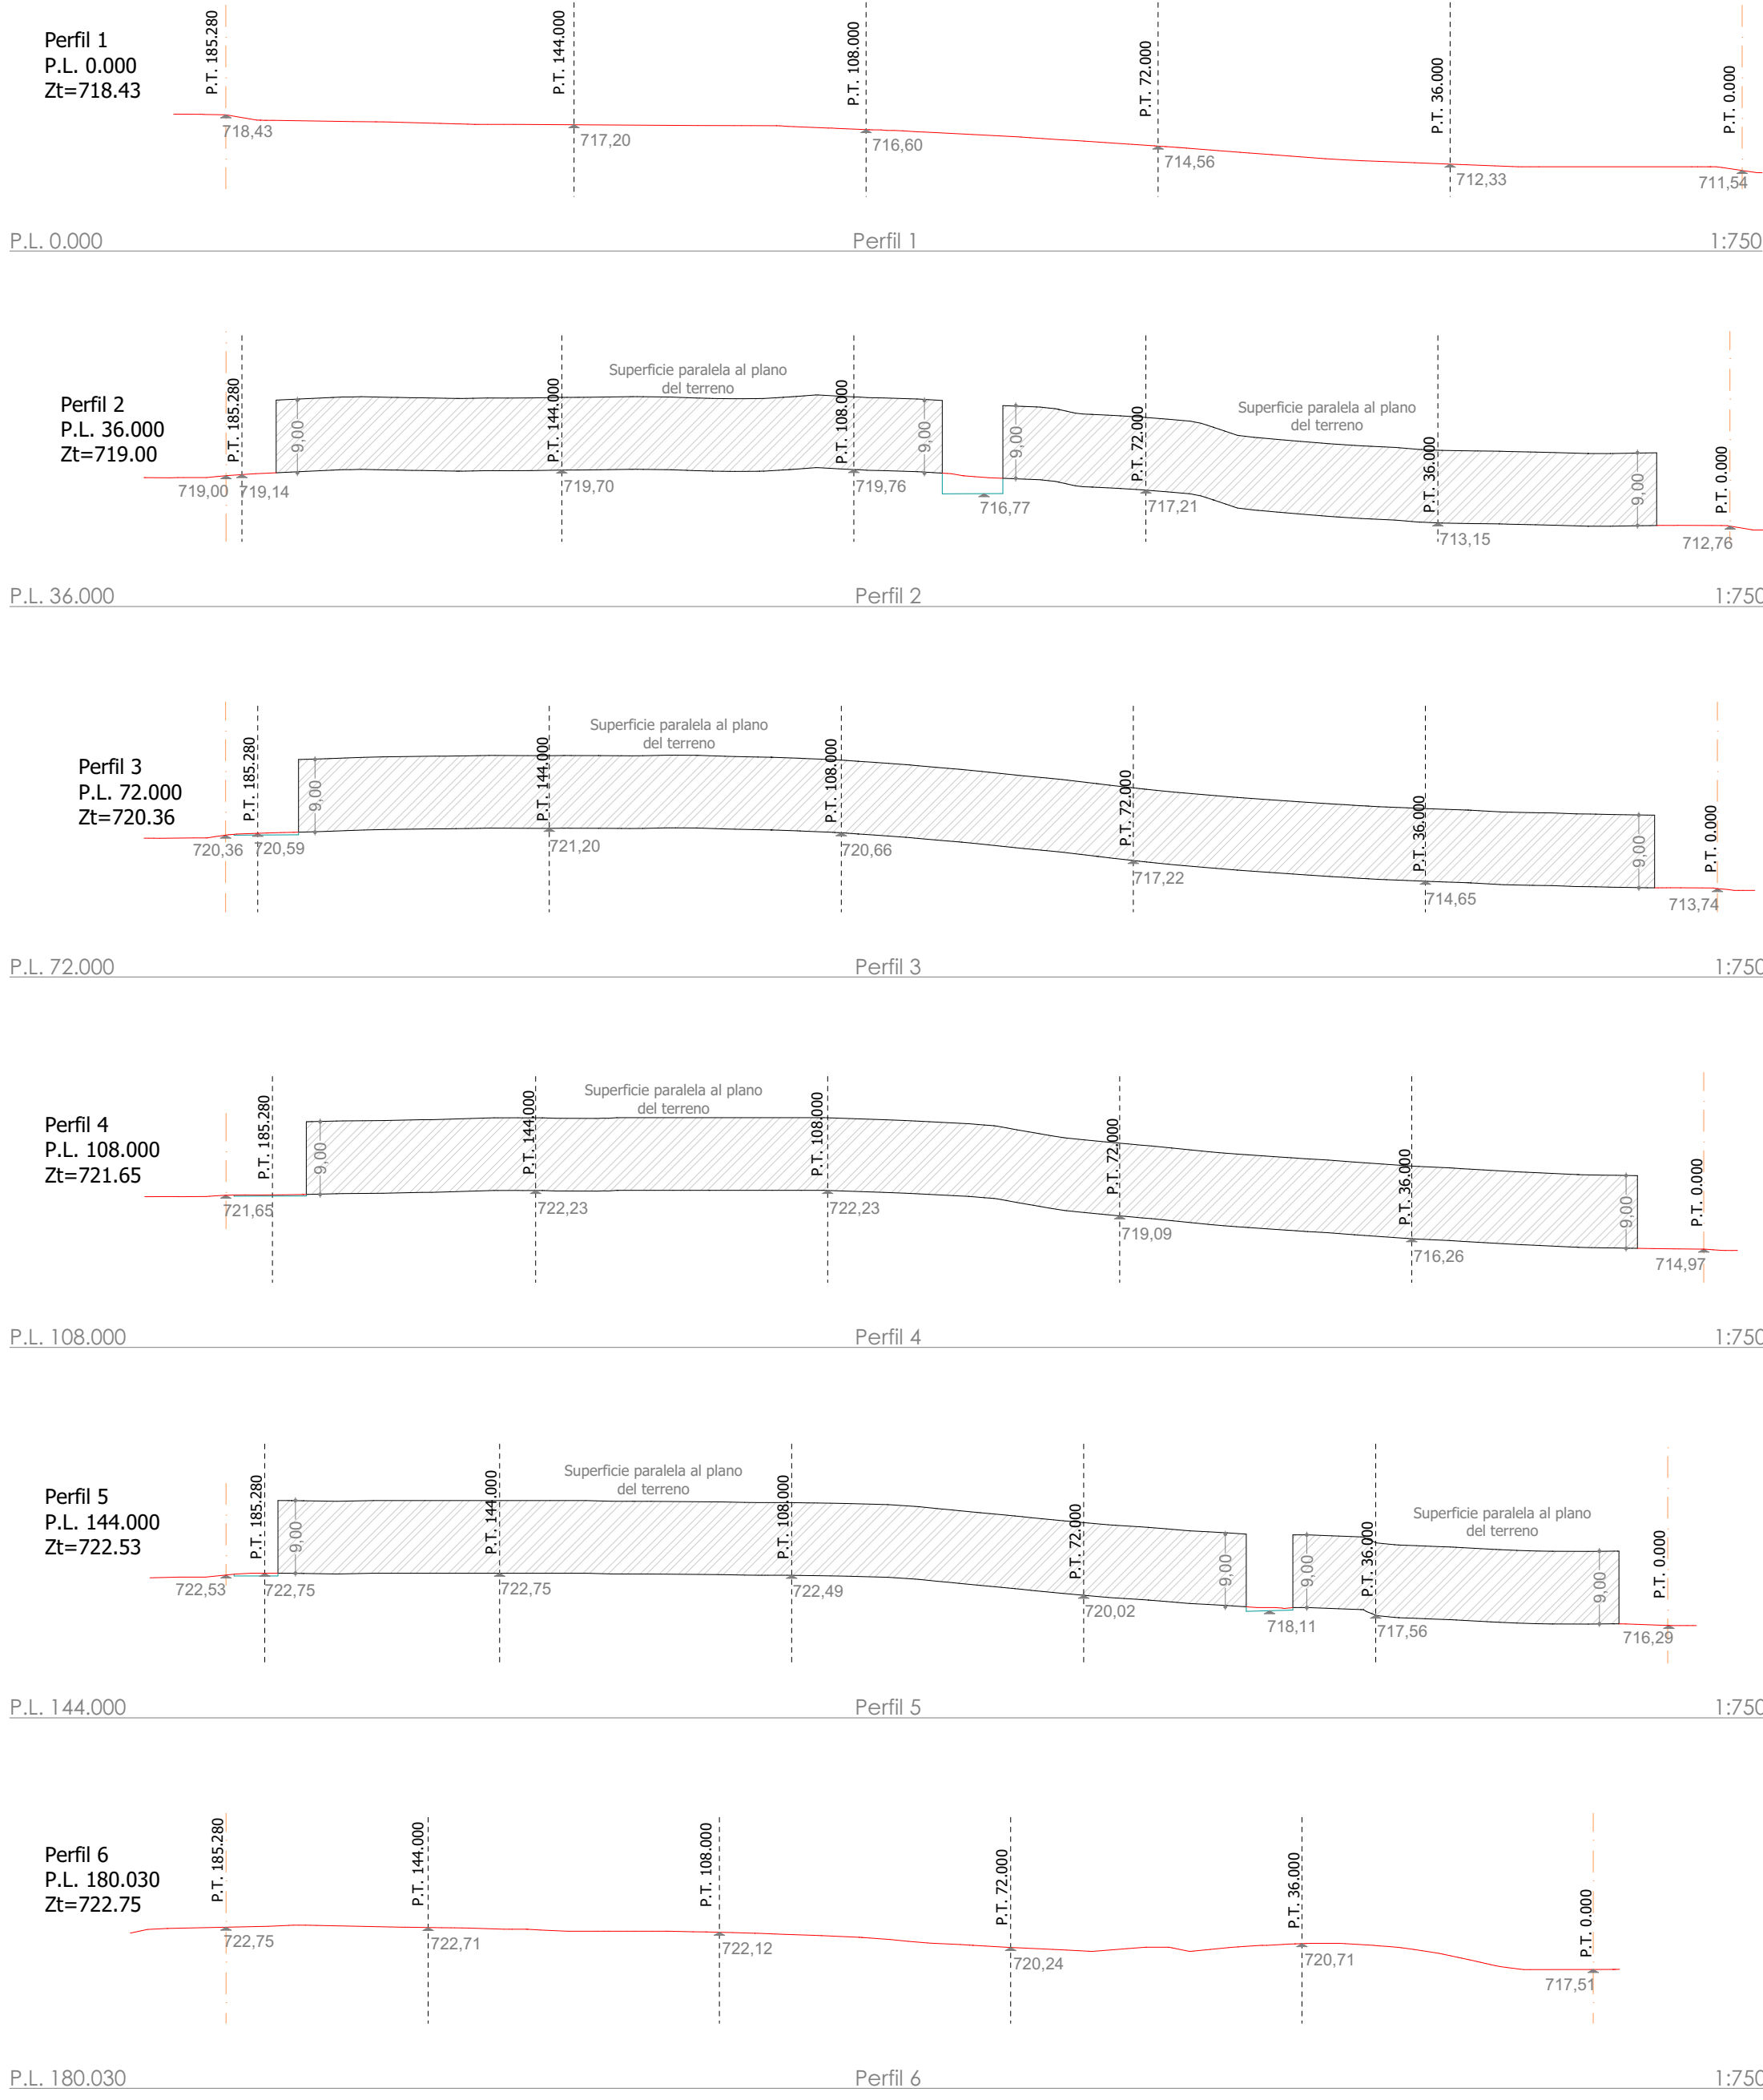 Perfil 1
P.L. 0.000
Zt=718.43
P.T. 185.280
P.T. 144.000
P.T. 108.000
P.T. 72.000
P.T. 36.000
P.T. 0.000
718,43
717,20
716,60
714,56
712,33
711,54
P.L. 0.000 Perfil 1 1:750
Perfil 2
P.L. 36.000
Zt=719.00
P.T. 185.280
P.T. 144.000
P.T. 108.000
P.T. 72.000
P.T. 36.000
P.T. 0.000
Superficie paralela al plano
del terreno
Superficie paralela al plano
del terreno
9,00
9,00
9,00
9,00
719,00
719,14
719,70
719,76
716,77
717,21
713,15
712,76
P.L. 36.000 Perfil 2 1:750
Perfil 3
P.L. 72.000
Zt=720.36
P.T. 185.280
P.T. 144.000
P.T. 108.000
P.T. 72.000
P.T. 36.000
P.T. 0.000
Superficie paralela al plano
del terreno
9,00
9,00
720,36
720,59
721,20
720,66
717,22
714,65
713,74
P.L. 72.000 Perfil 3 1:750
Perfil 4
P.L. 108.000
Zt=721.65
P.T. 185.280
P.T. 144.000
P.T. 108.000
P.T. 72.000
P.T. 36.000
P.T. 0.000
Superficie paralela al plano
del terreno
9,00
9,00
721,65
722,23
722,23
719,09
716,26
714,97
P.L. 108.000 Perfil 4 1:750
Perfil 5
P.L. 144.000
Zt=722.53
P.T. 185.280
P.T. 144.000
P.T. 108.000
P.T. 72.000
P.T. 36.000
P.T. 0.000
Superficie paralela al plano
del terreno
Superficie paralela al plano
del terreno
9,00
9,00
9,00
9,00
722,53
722,75
722,75
722,49
720,02
718,11
717,56
716,29
P.L. 144.000 Perfil 5 1:750
Perfil 6
P.L. 180.030
Zt=722.75
P.T. 185.280
P.T. 144.000
P.T. 108.000
P.T. 72.000
P.T. 36.000
P.T. 0.000
722,75
722,71
722,12
720,24
720,71
717,51
P.L. 180.030 Perfil 6 1:750